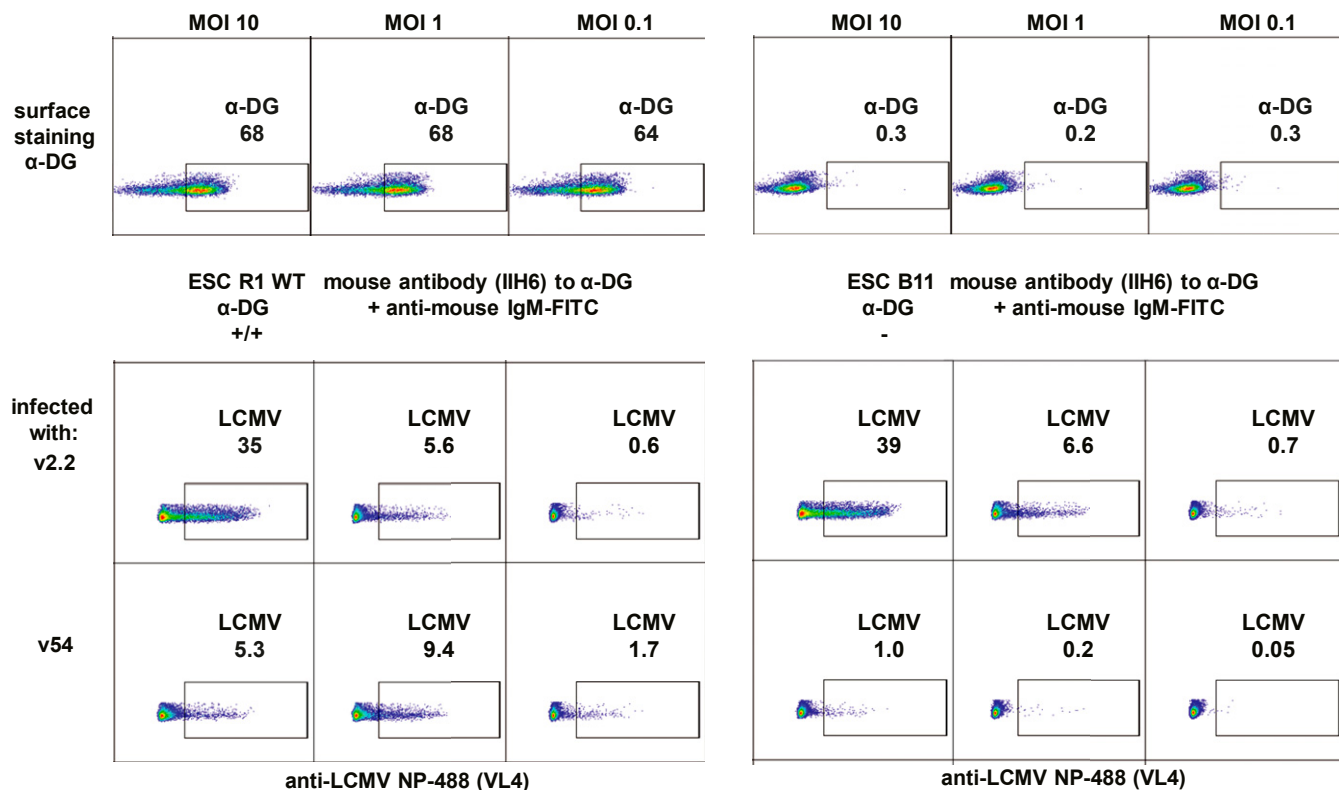 MOI 10 MOI 1 MOI 0.1 MOI 10 MOI 1 MOI 0.1
surface
staining
α-DG
α-DG α-DG α-DG α-DG α-DG α-DG
68 68 64 0.3 0.2 0.3
ESC R1 WT mouse antibody (IIH6) to α-DG ESC B11 mouse antibody (IIH6) to α-DG
α-DG + anti-mouse IgM-FITC α-DG + anti-mouse IgM-FITC
+/+ -
infected
with:
v2.2
LCMV LCMV LCMV LCMV LCMV LCMV
35 5.6 0.6 39 6.6 0.7
v54
LCMV LCMV LCMV LCMV LCMV LCMV
5.3 9.4 1.7 1.0 0.2 0.05
anti-LCMV NP-488 (VL4) anti-LCMV NP-488 (VL4)